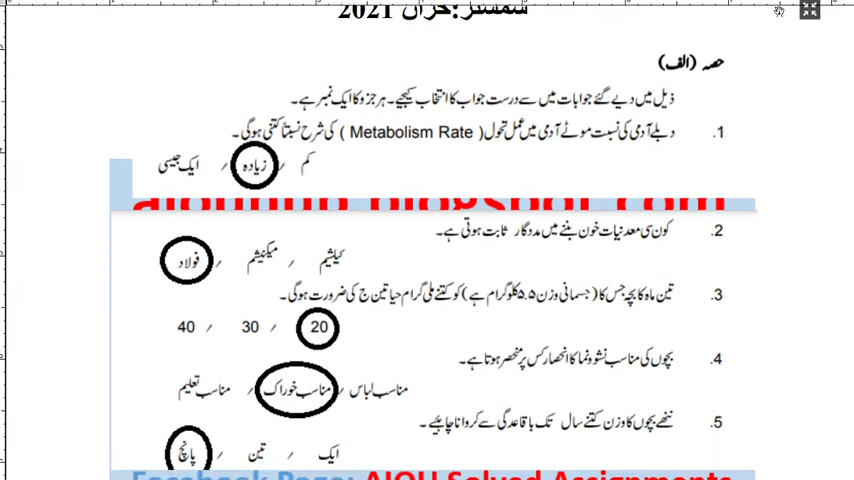 سمسٹر:خزاں 2021
حصہ (الف)
ذیل میں دیے گئے جوابات میں سے درست جواب کا انتخاب کیجیے۔ ہر جزو کا ایک نمبر ہے۔
1. دبلے آدمی کی نسبت موٹے آدمی میں عمل تحول( Metabolism Rate ) کی شرح نسبتاً کتنی ہوگی۔
کم / زیادہ / ایک جیسی
2. کون سی معدنیات خون بننے میں مددگار ثابت ہوتی ہے۔
کیلشیم / میگنیشم / فولاد
3. تین ماہ کا بچہ جس کا (جسمانی وزن ۵.۵ کلوگرام ہے) کو کتنے ملی گرام حیاتین ج کی ضرورت ہوگی۔
20 / 30 / 40
4. بچوں کی مناسب نشوونما کا انحصار کس پر منحصر ہوتا ہے۔
مناسب لباس / مناسب خوراک / مناسب تعلیم
5. ننھے بچوں کا وزن کتنے سال تک باقاعدگی سے کروانا چاہیئے۔
ایک / تین / پانچ
Facebook Page: AIOU Solved Assignments